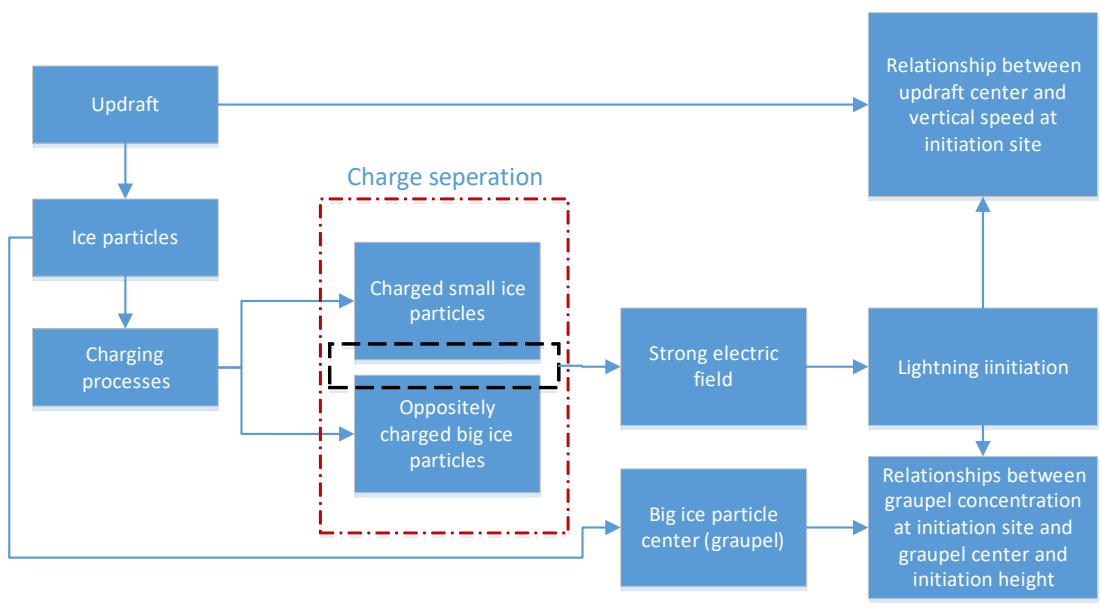 Updraft
Relationship between
updraft center and
vertical speed at
initiation site
Charge seperation
Ice particles
Charged small ice
particles
Charging
processes
Strong electric
field
Lightning iinitiation
Oppositely
charged big ice
particles
Big ice particle
center (graupel)
Relationships between
graupel concentration
at initiation site and
graupel center and
initiation height